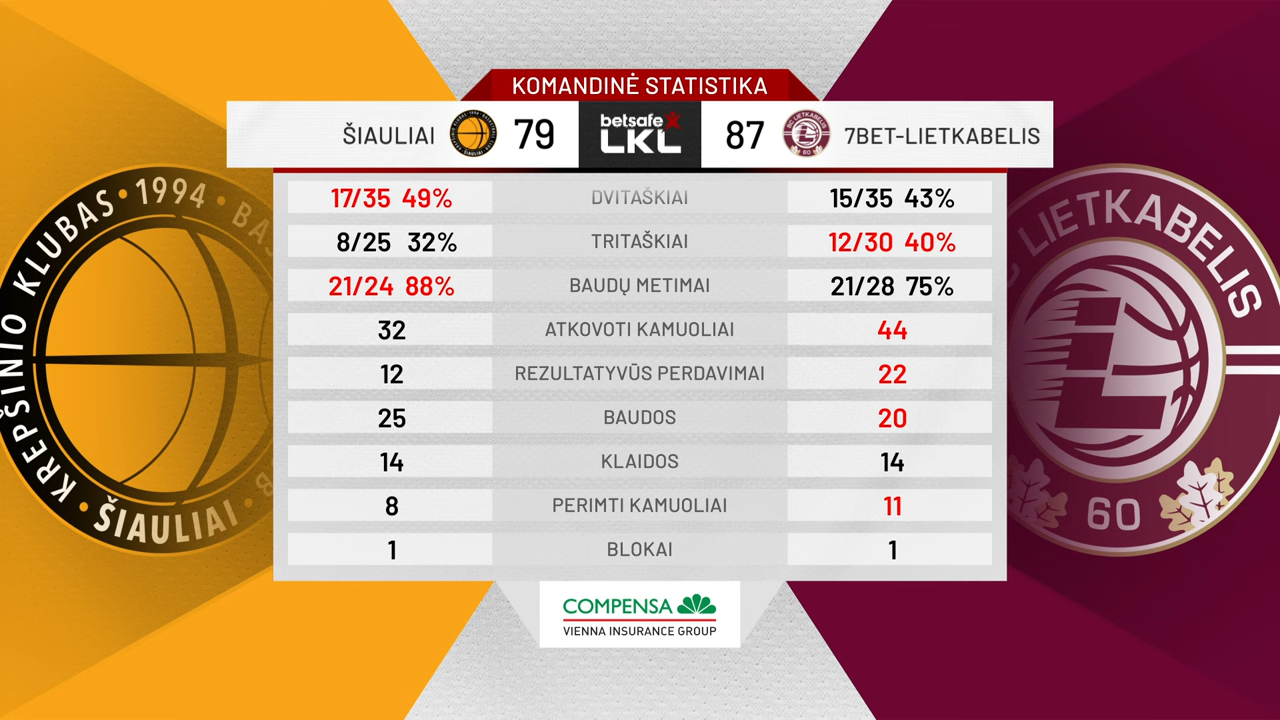 KOMANDINĖ STATISTIKA
ŠIAULIAI 79 betsafe LKL 87 7BET-LIETKABELIS
17/35 49% DVITAŠKIAI 15/35 43%
8/25 32% TRITAŠKIAI 12/30 40%
21/24 88% BAUDŲ METIMAI 21/28 75%
32 ATKOVOTI KAMUOLIAI 44
12 REZULTATYVŪS PERDAVIMAI 22
25 BAUDOS 20
14 KLAIDOS 14
8 PERIMTI KAMUOLIAI 11
1 BLOKAI 1
COMPENSA
VIENNA INSURANCE GROUP
KREPŠINIO KLUBAS • 1994 •
• ŠIAULIAI •
LIETKABELIS
60